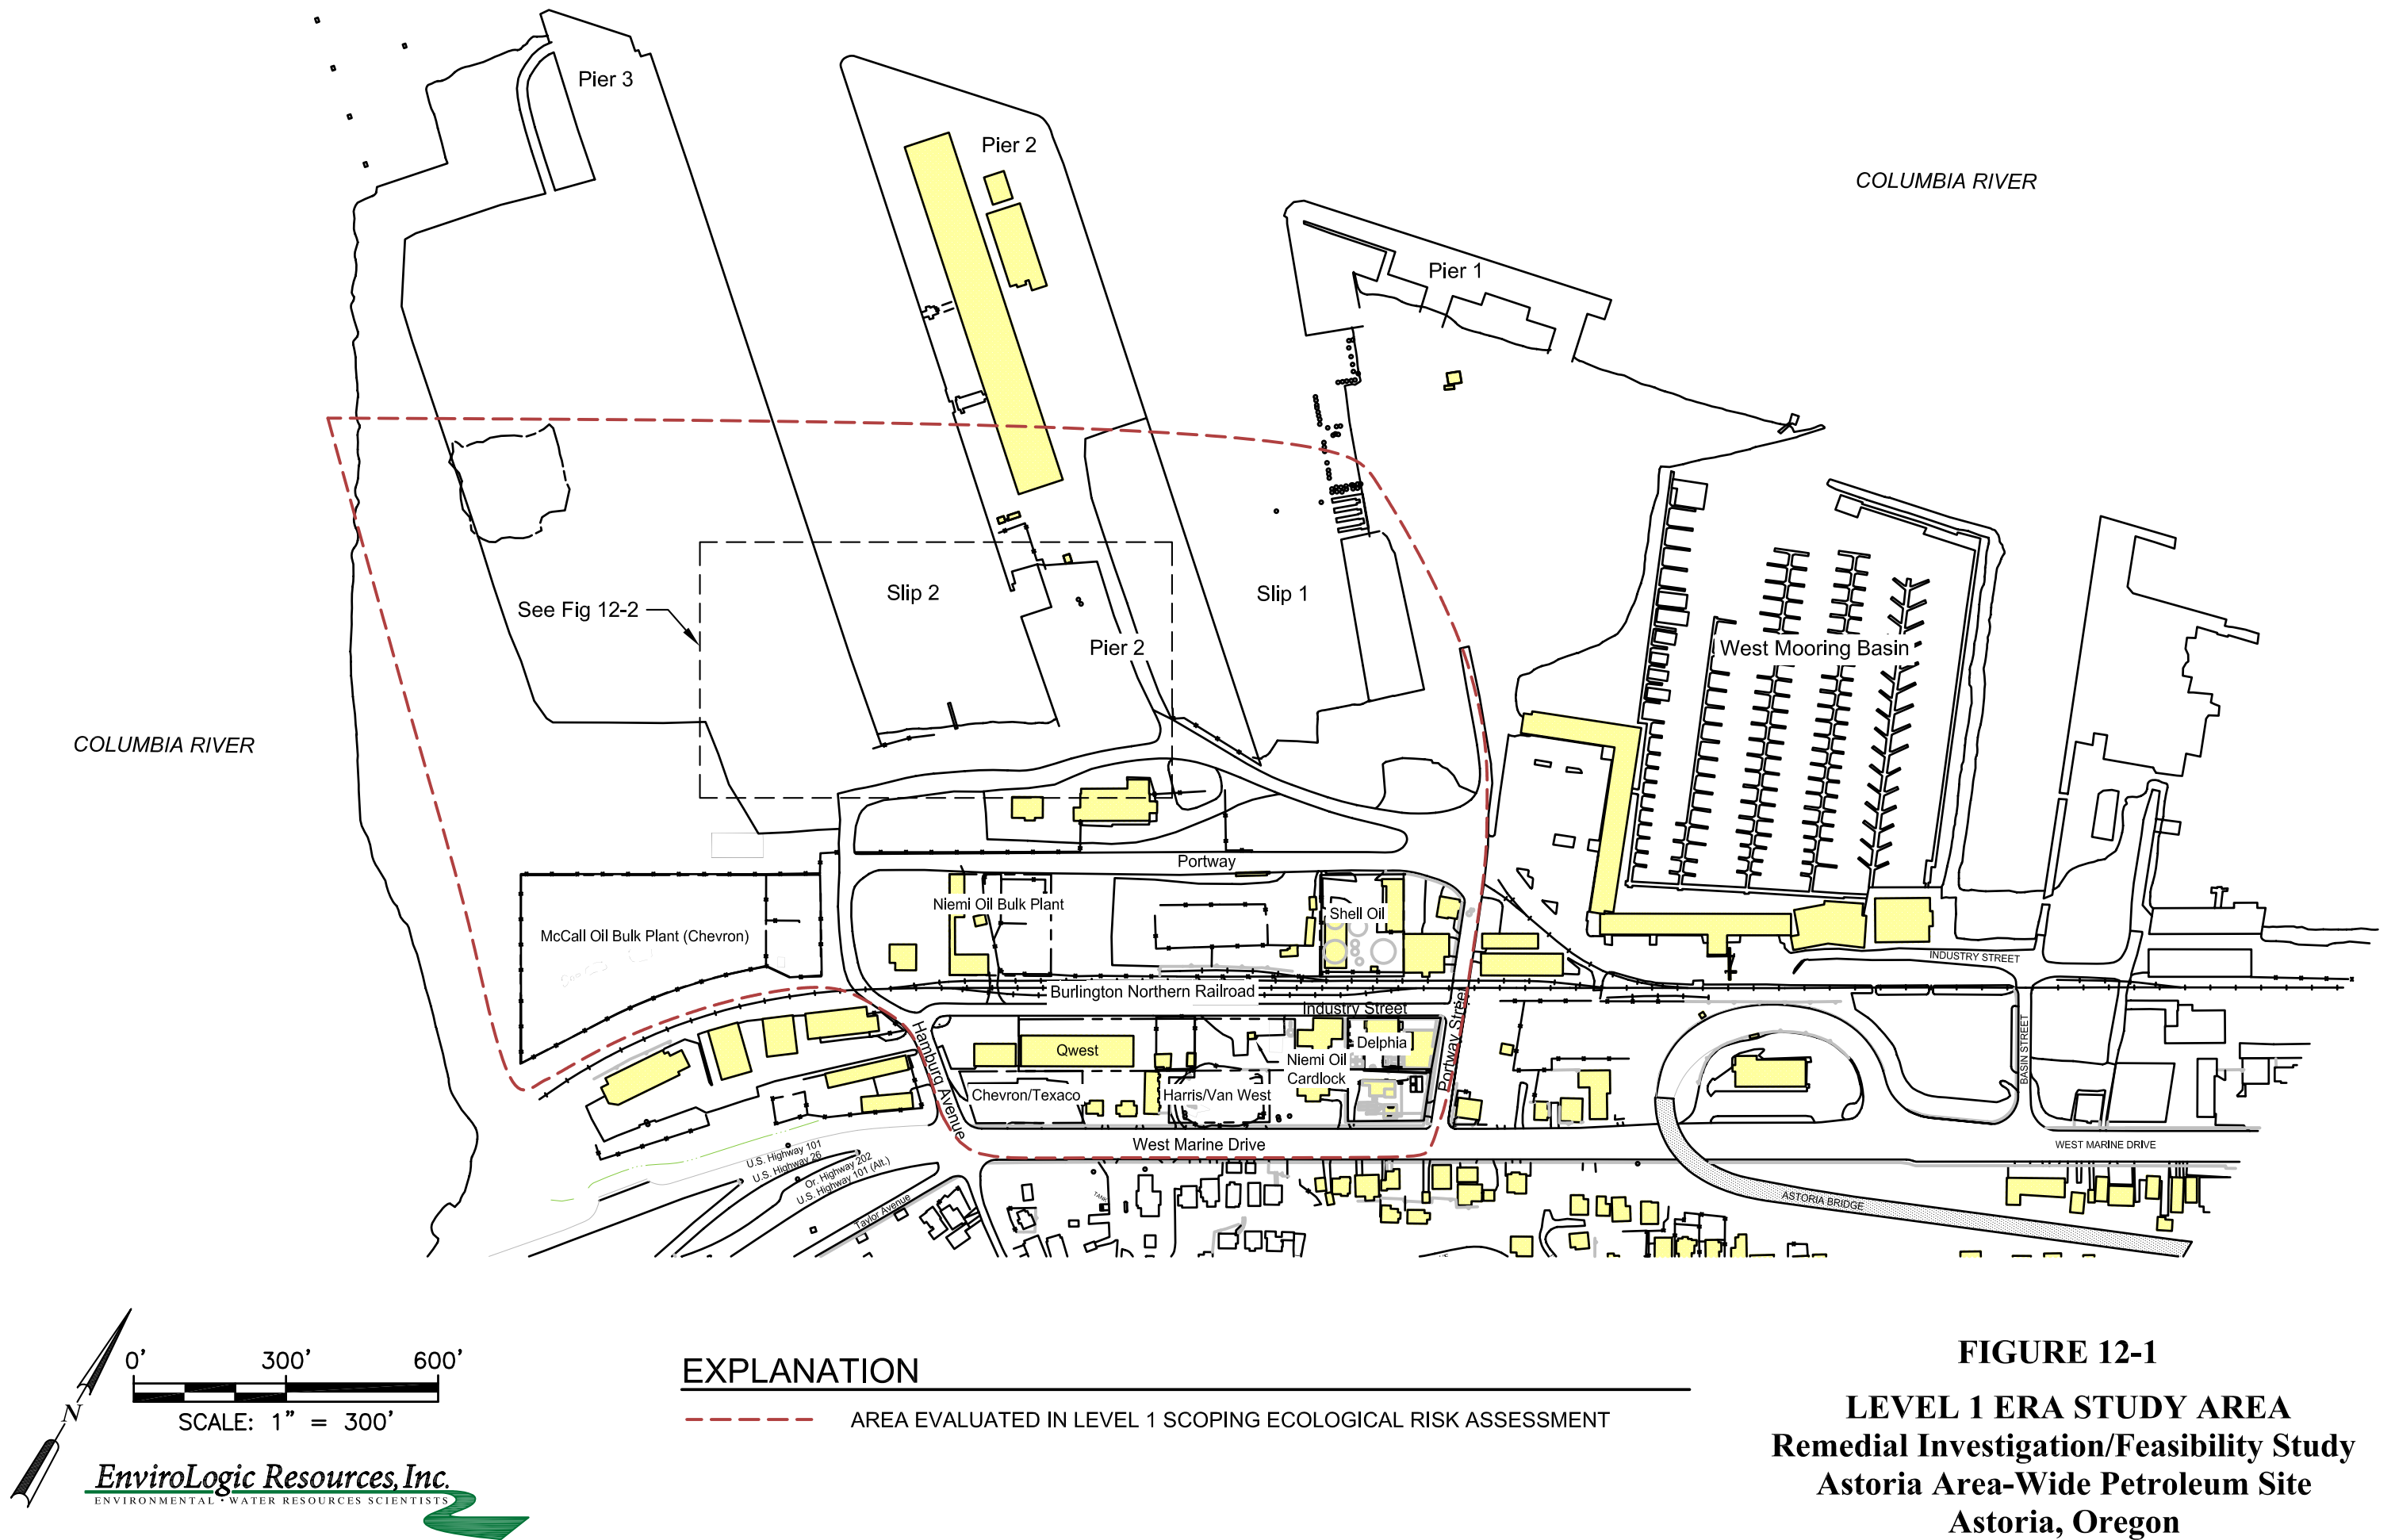 Pier 3
Pier 2
COLUMBIA RIVER
Pier 1
See Fig 12-2
Slip 2
Slip 1
Pier 2
West Mooring Basin
COLUMBIA RIVER
Portway
Niemi Oil Bulk Plant
Shell Oil
McCall Oil Bulk Plant (Chevron)
INDUSTRY STREET
Burlington Northern Railroad
Industry Street
Portway Street
Hamburg Avenue
Qwest
Delphia
Niemi Oil
Cardlock
BASIN STREET
Chevron/Texaco
Harris/Van West
West Marine Drive
WEST MARINE DRIVE
U.S. Highway 101
U.S. Highway 26
Or. Highway 202
U.S. Highway 101 (Alt.)
Taylor Avenue
TANK
ASTORIA BRIDGE
N
0' 300' 600'
SCALE: 1" = 300'
EnviroLogic Resources, Inc.
ENVIRONMENTAL · WATER RESOURCES SCIENTISTS
EXPLANATION
AREA EVALUATED IN LEVEL 1 SCOPING ECOLOGICAL RISK ASSESSMENT
FIGURE 12-1
LEVEL 1 ERA STUDY AREA
Remedial Investigation/Feasibility Study
Astoria Area-Wide Petroleum Site
Astoria, Oregon